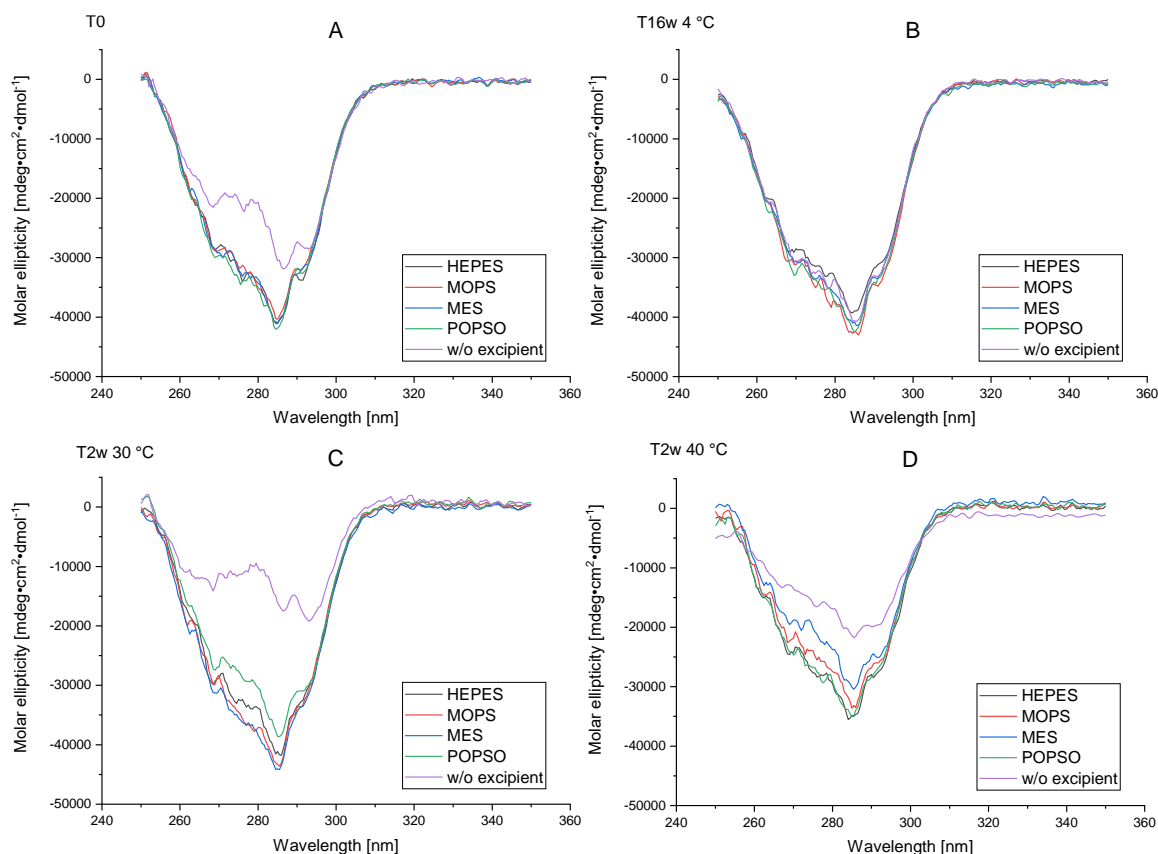 T0
A
0
-10000
-20000
-30000
-40000
-50000
240
260
280
300
320
340
360
Molar ellipticity [mdeg•cm²•dmol⁻¹]
Wavelength [nm]
HEPES
MOPS
MES
POPSO
w/o excipient
T16w 4 °C
B
0
-10000
-20000
-30000
-40000
-50000
240
260
280
300
320
340
360
Molar ellipticity [mdeg•cm²•dmol⁻¹]
Wavelength [nm]
HEPES
MOPS
MES
POPSO
w/o excipient
T2w 30 °C
C
0
-10000
-20000
-30000
-40000
-50000
240
260
280
300
320
340
360
Molar ellipticity [mdeg•cm²•dmol⁻¹]
Wavelength [nm]
HEPES
MOPS
MES
POPSO
w/o excipient
T2w 40 °C
D
0
-10000
-20000
-30000
-40000
-50000
240
260
280
300
320
340
360
Molar ellipticity [mdeg•cm²•dmol⁻¹]
Wavelength [nm]
HEPES
MOPS
MES
POPSO
w/o excipient